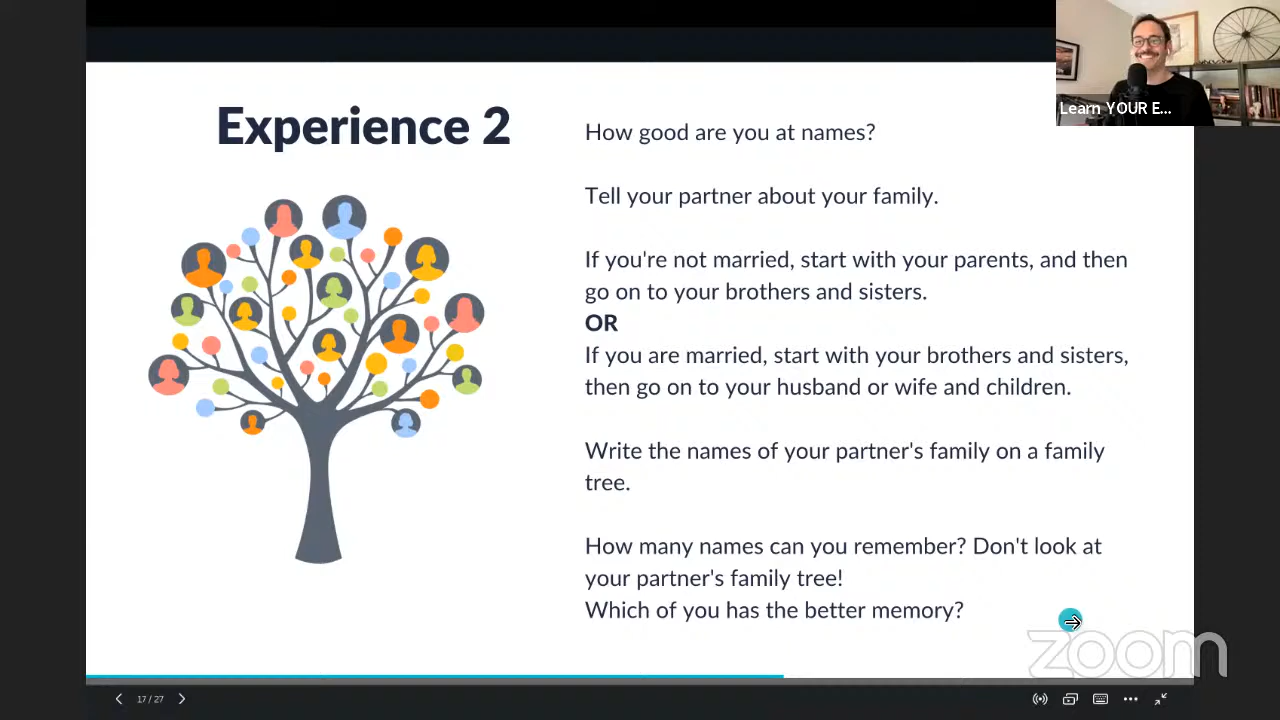 Experience 2
How good are you at names?
Tell your partner about your family.
If you're not married, start with your parents, and then
go on to your brothers and sisters.
OR
If you are married, start with your brothers and sisters,
then go on to your husband or wife and children.
Write the names of your partner's family on a family
tree.
How many names can you remember? Don't look at
your partner's family tree!
Which of you has the better memory?
Learn YOUR E...
zoom
17 / 27